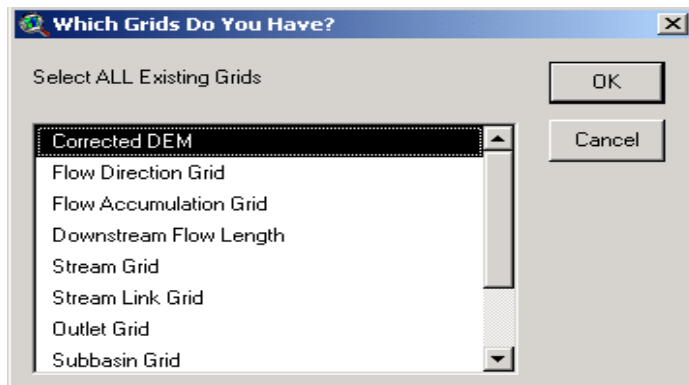 Which Grids Do You Have?
Select ALL Existing Grids
OK
Cancel
Corrected DEM
Flow Direction Grid
Flow Accumulation Grid
Downstream Flow Length
Stream Grid
Stream Link Grid
Outlet Grid
Subbasin Grid